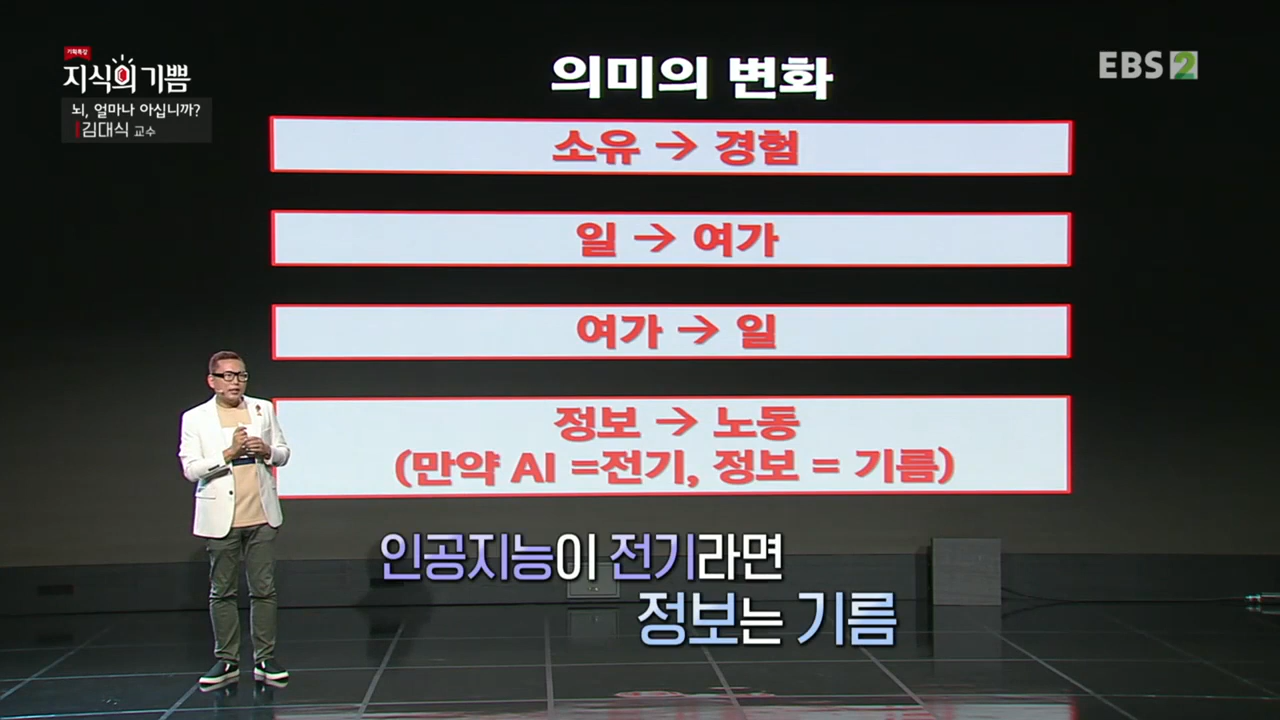 기획특강
지식의 기쁨
뇌, 얼마나 아십니까?
김대식 교수
EBS 2
의미의 변화
소유 → 경험
일 → 여가
여가 → 일
정보 → 노동
(만약 AI =전기, 정보 = 기름)
인공지능이 전기라면
정보는 기름